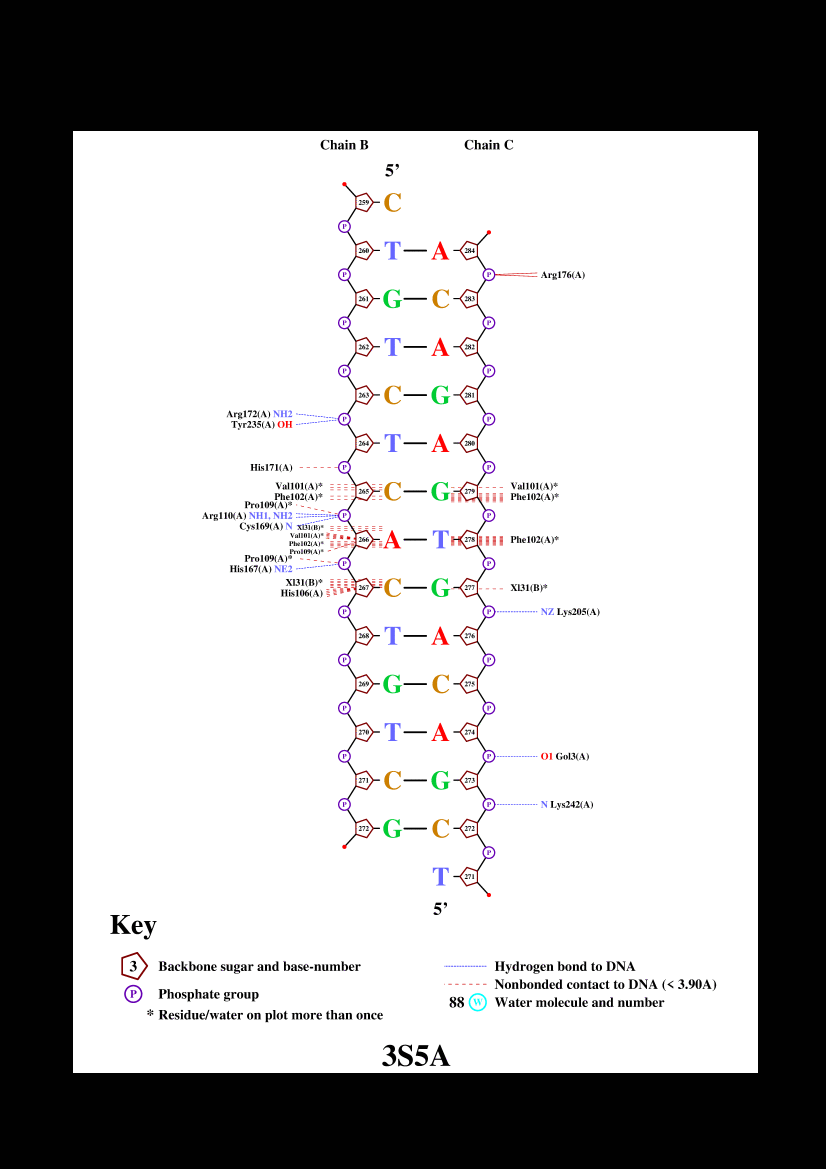 Chain B Chain C
5’
259 C
P
260 T A 284
P P Arg176(A)
261 G C 283
P P
262 T A 282
P P
263 C G 281
Arg172(A) NH2 P P
Tyr235(A) OH
264 T A 280
His171(A) P P
Val101(A)* 265 C G 279 Val101(A)*
Phe102(A)* Phe102(A)*
Pro109(A)*
Arg110(A) NH1, NH2 P P
Cys169(A) N
Xl31(B)*
Val101(A)*
266 A T 278 Phe102(A)*
Phe102(A)*
Pro109(A)*
Pro109(A)* P P
His167(A) NE2
Xl31(B)* 267 C G 277 Xl31(B)*
His106(A)
P P NZ Lys205(A)
268 T A 276
P P
269 G C 275
P P
270 T A 274
P P O1 Gol3(A)
271 C G 273
P P N Lys242(A)
272 G C 272
P
T 271
5’
Key
3 Backbone sugar and base-number
P Phosphate group
* Residue/water on plot more than once
Hydrogen bond to DNA
Nonbonded contact to DNA (< 3.90A)
88 W Water molecule and number
3S5A